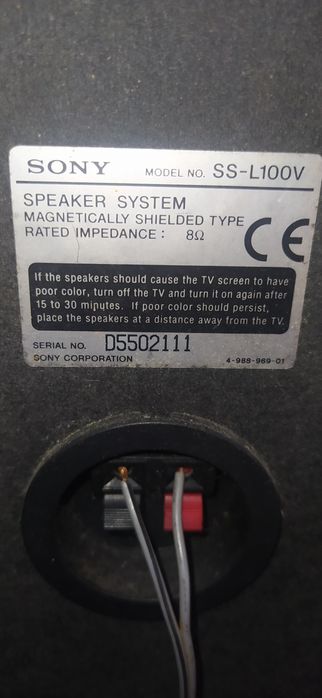 SONY MODEL NO. SS-L100V
SPEAKER SYSTEM
MAGNETICALLY SHIELDED TYPE
RATED IMPEDANCE : 8Ω
CE
If the speakers should cause the TV screen to have
poor color, turn off the TV and turn it on again after
15 to 30 minutes. If poor color should persist,
place the speakers at a distance away from the TV.
SERIAL NO. D5502111
SONY CORPORATION 4-988-969-01